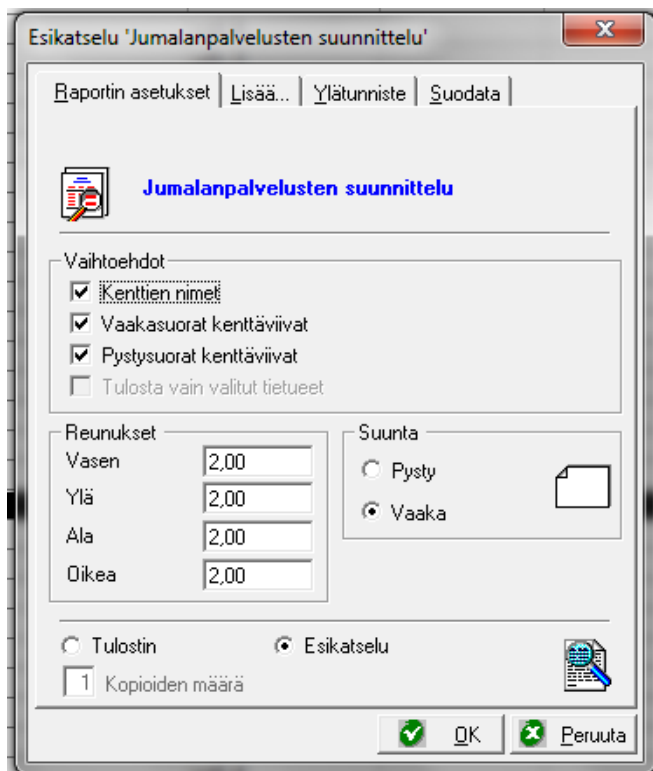 Esikatselu 'Jumalanpalvelusten suunnittelu'
Raportin asetukset Lisää... Ylätunniste Suodata
Jumalanpalvelusten suunnittelu
Vaihtoehdot
Kenttien nimet
Vaakasuorat kenttäviivat
Pystysuorat kenttäviivat
Tulosta vain valitut tietueet
Reunukset
Vasen 2,00
Ylä 2,00
Ala 2,00
Oikea 2,00
Suunta
Pysty
Vaaka
Tulostin Esikatselu
1 Kopioiden määrä
OK Peruuta